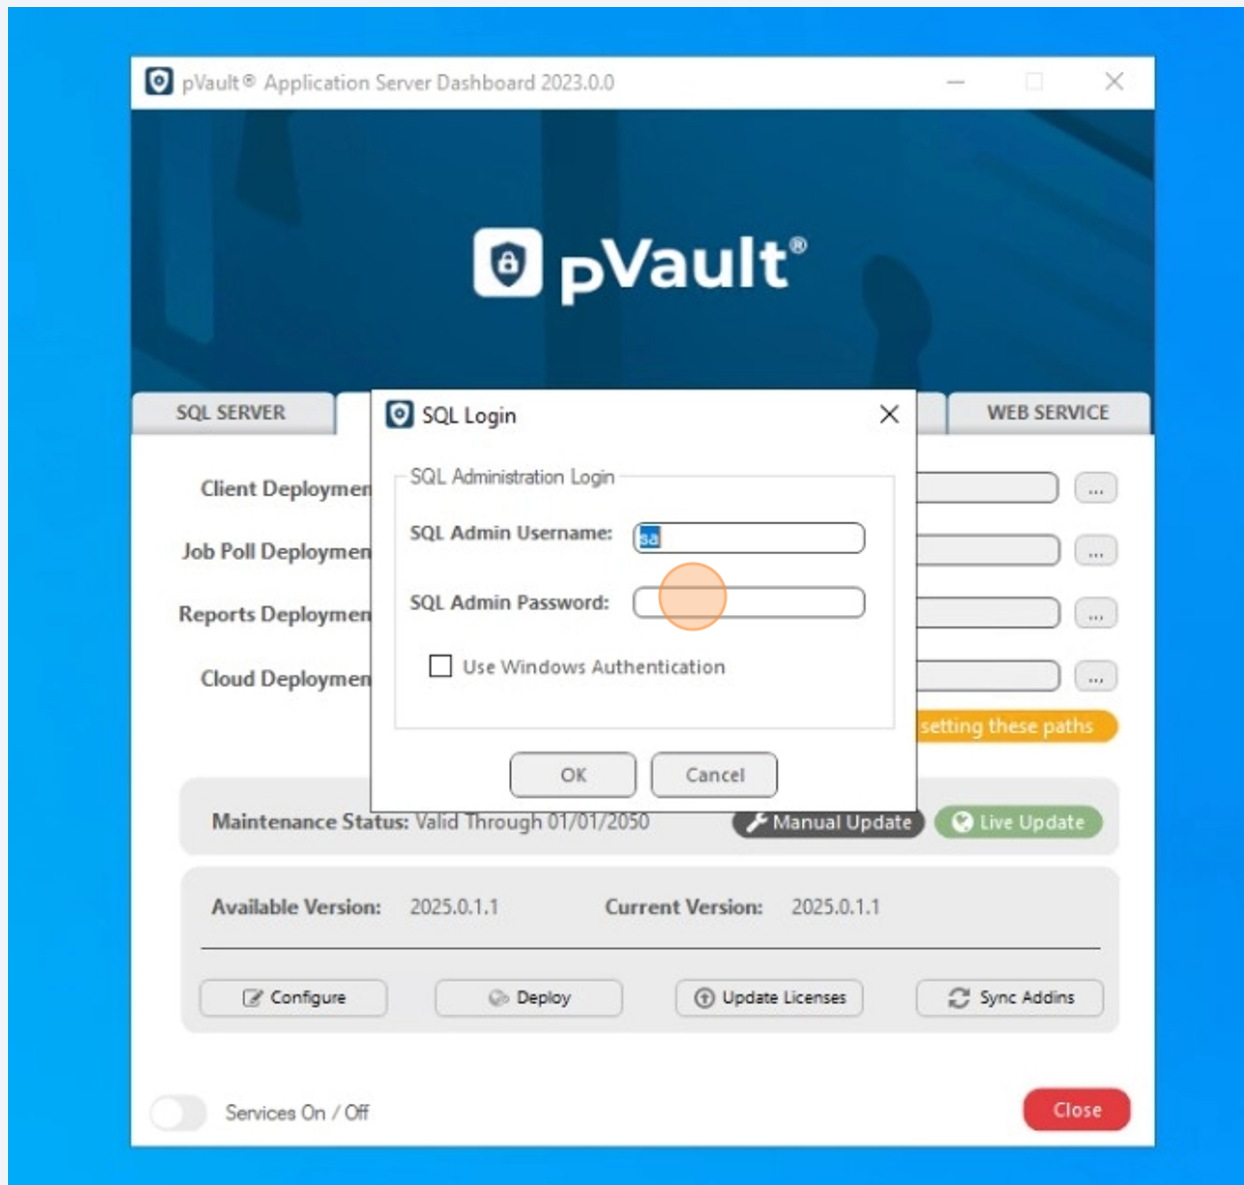 pVault® Application Server Dashboard 2023.0.0
pVault®
SQL SERVER
WEB SERVICE
SQL Login
SQL Administration Login
SQL Admin Username: sa
SQL Admin Password:
Use Windows Authentication
OK Cancel
Client Deploymen ...
Job Poll Deploymen ...
Reports Deploymen ...
Cloud Deploymen ...
setting these paths
Maintenance Status: Valid Through 01/01/2050 Manual Update Live Update
Available Version: 2025.0.1.1 Current Version: 2025.0.1.1
Configure Deploy Update Licenses Sync Addins
Services On / Off Close